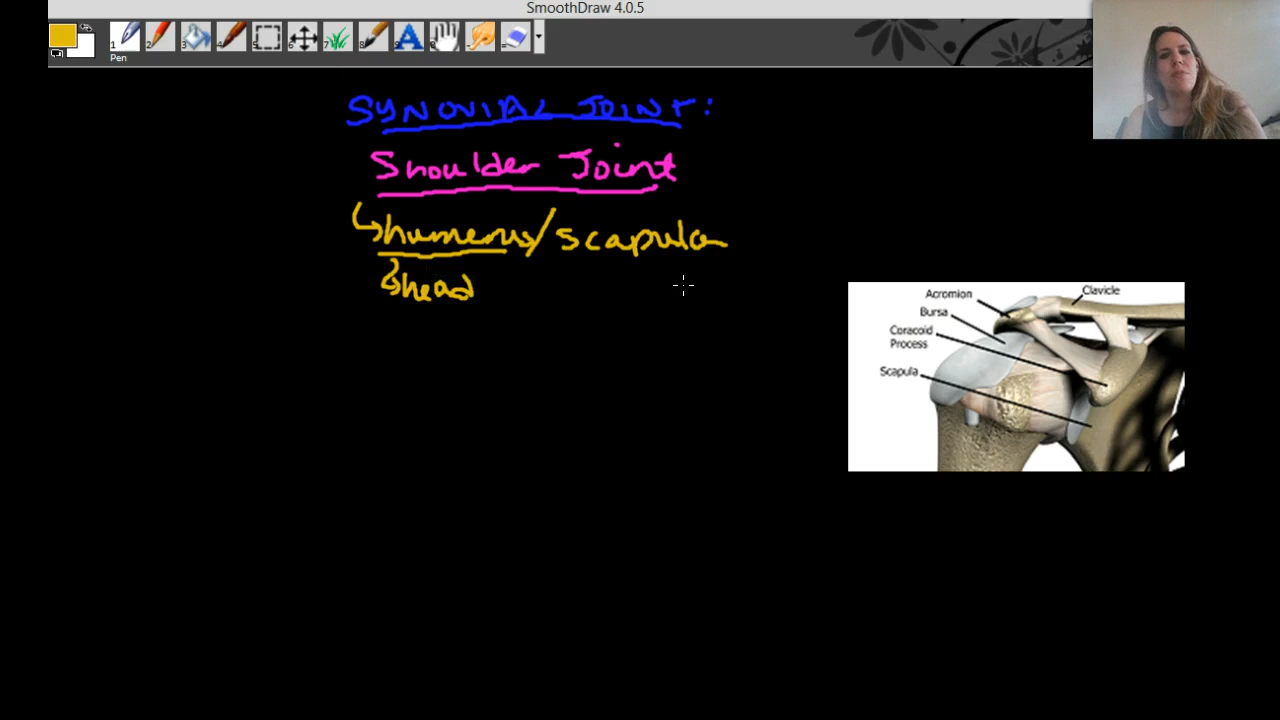 SmoothDraw 4.0.5
Pen
SYNOVIAL JOINT:
Shoulder Joint
humerus/scapula
head
Acromion
Clavicle
Bursa
Coracoid
Process
Scapula